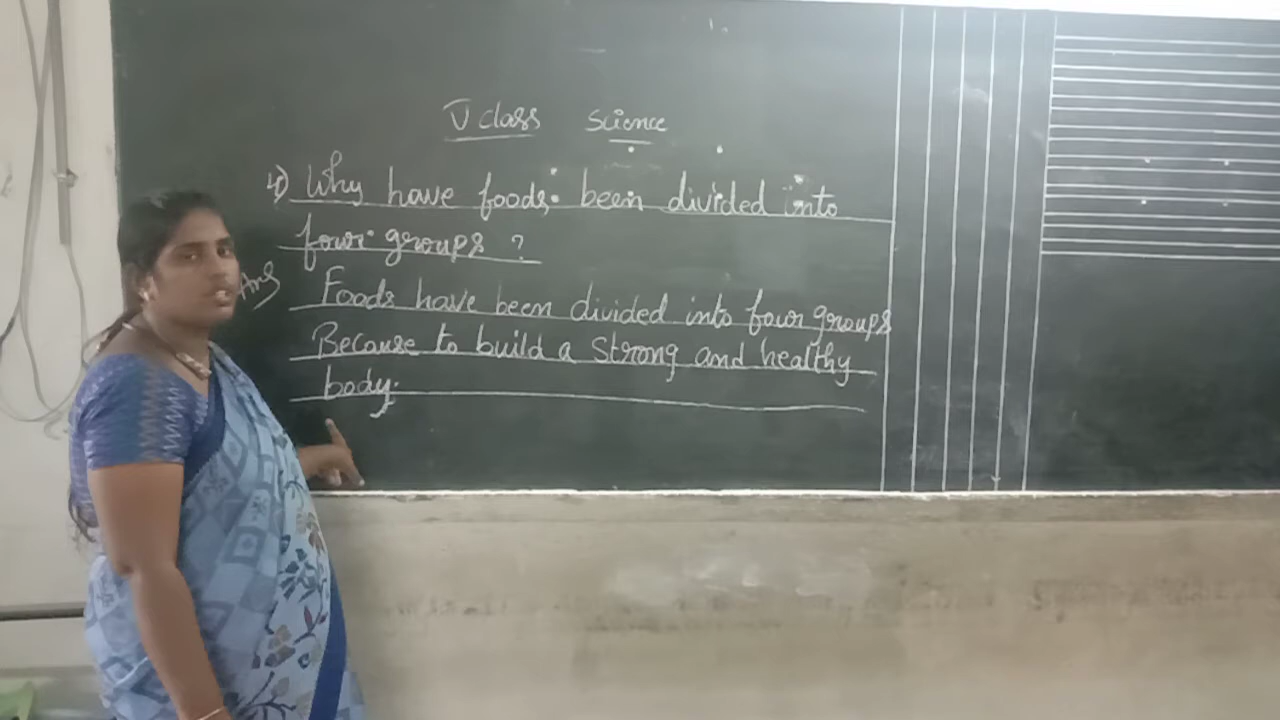 V class science
4) Why have foods been divided into
four groups ?
Ans Foods have been divided into four groups
Because to build a strong and healthy
body.